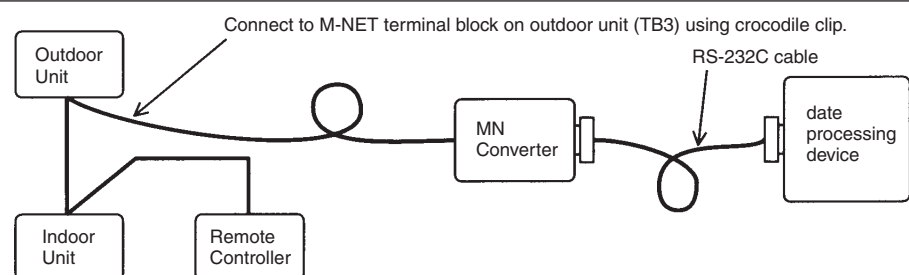 Connect to M-NET terminal block on outdoor unit (TB3) using crocodile clip.
Outdoor
Unit
RS-232C cable
MN
Converter
date
processing
device
Indoor
Unit
Remote
Controller